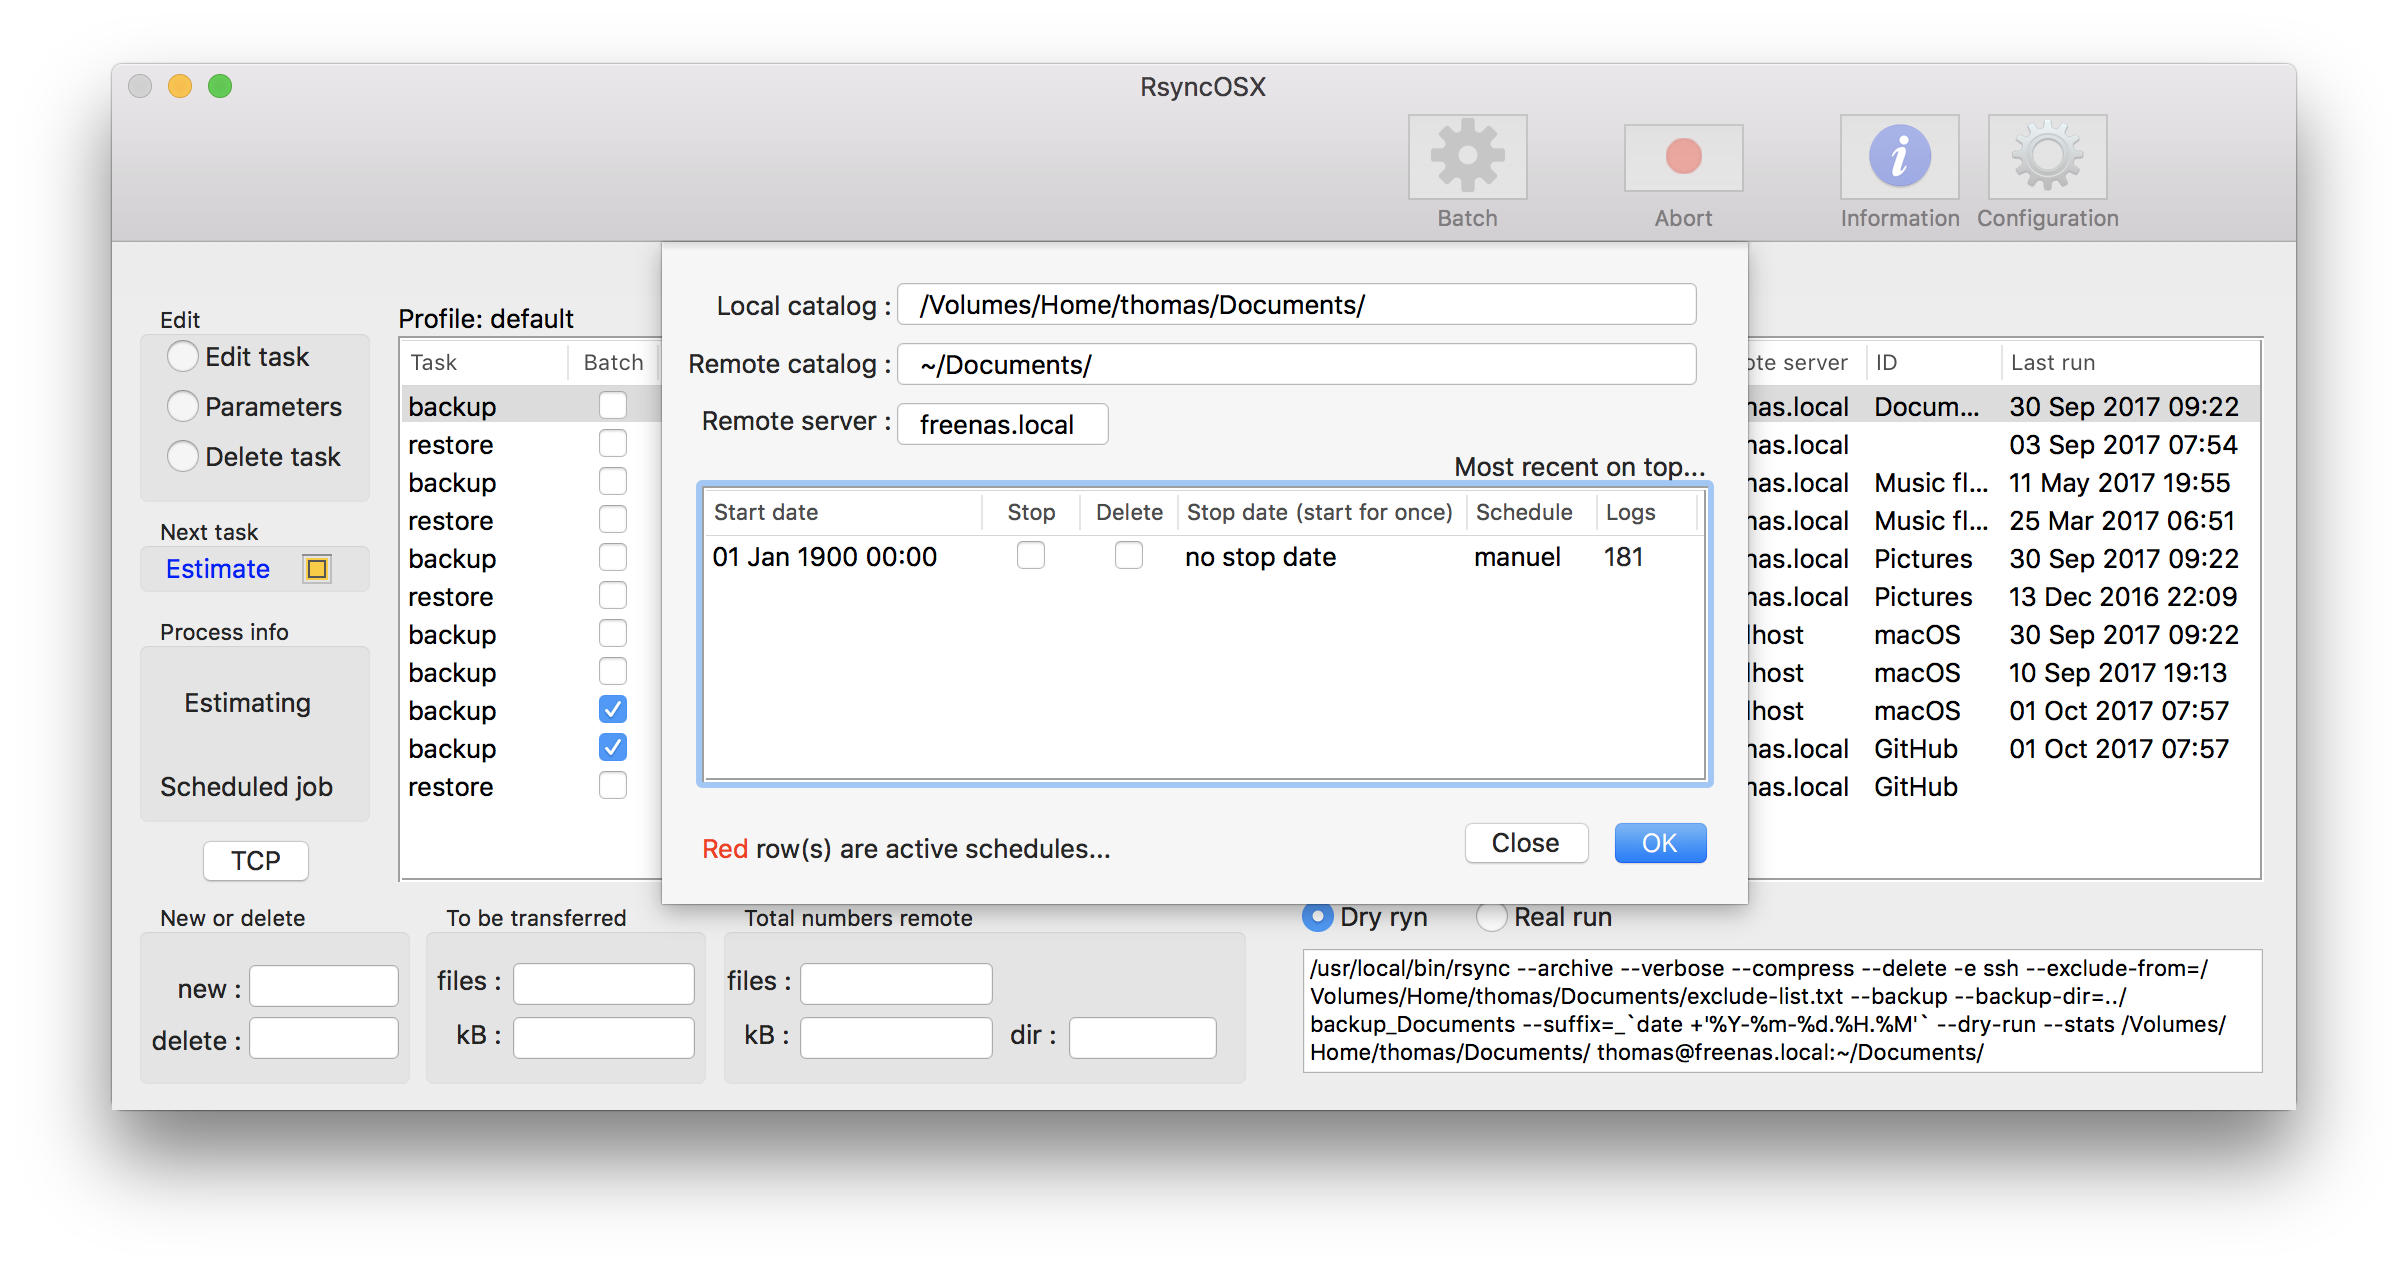 RsyncOSX
Batch
Abort
Information
Configuration
Edit
Edit task
Parameters
Delete task
Next task
Estimate
Process info
Estimating
Scheduled job
TCP
Profile: default
Task Batch
backup
restore
backup
restore
backup
restore
backup
backup
backup
backup
restore
Local catalog : /Volumes/Home/thomas/Documents/
Remote catalog : ~/Documents/
Remote server : freenas.local
Most recent on top...
Start date Stop Delete Stop date (start for once) Schedule Logs
01 Jan 1900 00:00 no stop date manuel 181
Red row(s) are active schedules...
Close OK
server ID Last run
nas.local Docum... 30 Sep 2017 09:22
nas.local 03 Sep 2017 07:54
nas.local Music fl... 11 May 2017 19:55
nas.local Music fl... 25 Mar 2017 06:51
nas.local Pictures 30 Sep 2017 09:22
nas.local Pictures 13 Dec 2016 22:09
lhost macOS 30 Sep 2017 09:22
lhost macOS 10 Sep 2017 19:13
lhost macOS 01 Oct 2017 07:57
nas.local GitHub 01 Oct 2017 07:57
nas.local GitHub
New or delete
new :
delete :
To be transferred
files :
kB :
Total numbers remote
files :
kB : dir :
Dry ryn Real run
/usr/local/bin/rsync --archive --verbose --compress --delete -e ssh --exclude-from=/
Volumes/Home/thomas/Documents/exclude-list.txt --backup --backup-dir=../
backup_Documents --suffix=_`date +'%Y-%m-%d.%H.%M'` --dry-run --stats /Volumes/
Home/thomas/Documents/ thomas@freenas.local:~/Documents/